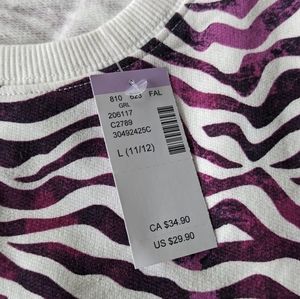 810 623 FAL
GRL
206117
C2789
30492425C
L (11/12)
CA $34.90
US $29.90